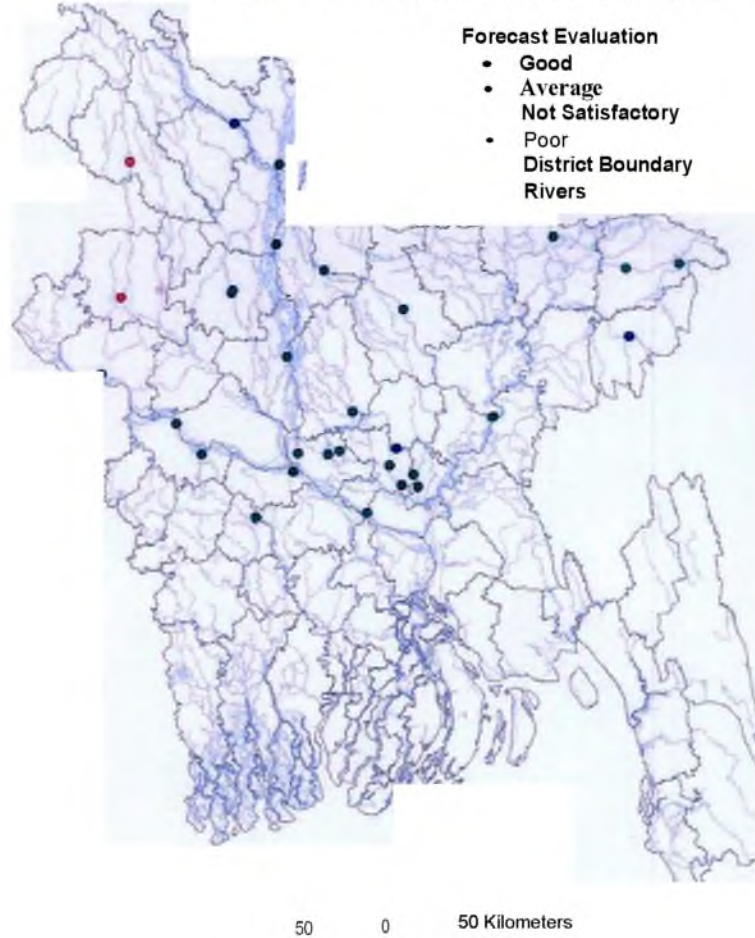 Forecast Evaluation
Good
Average
Not Satisfactory
Poor
District Boundary
Rivers
50 0 50 Kilometers